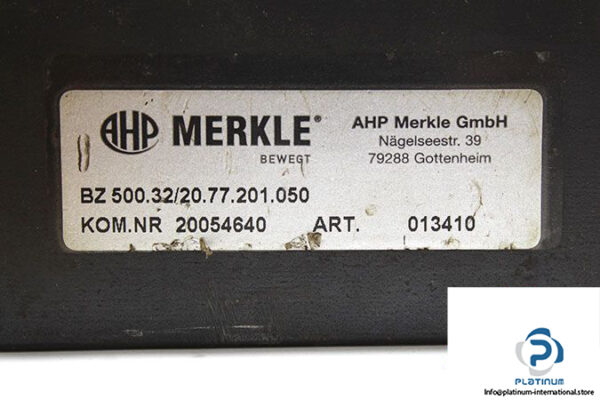 AHP MERKLE®
BEWEGT
AHP Merkle GmbH
Nägelseestr. 39
79288 Gottenheim
BZ 500.32/20.77.201.050
KOM.NR 20054640 ART. 013410
PLATINUM
Info@platinum-international.store